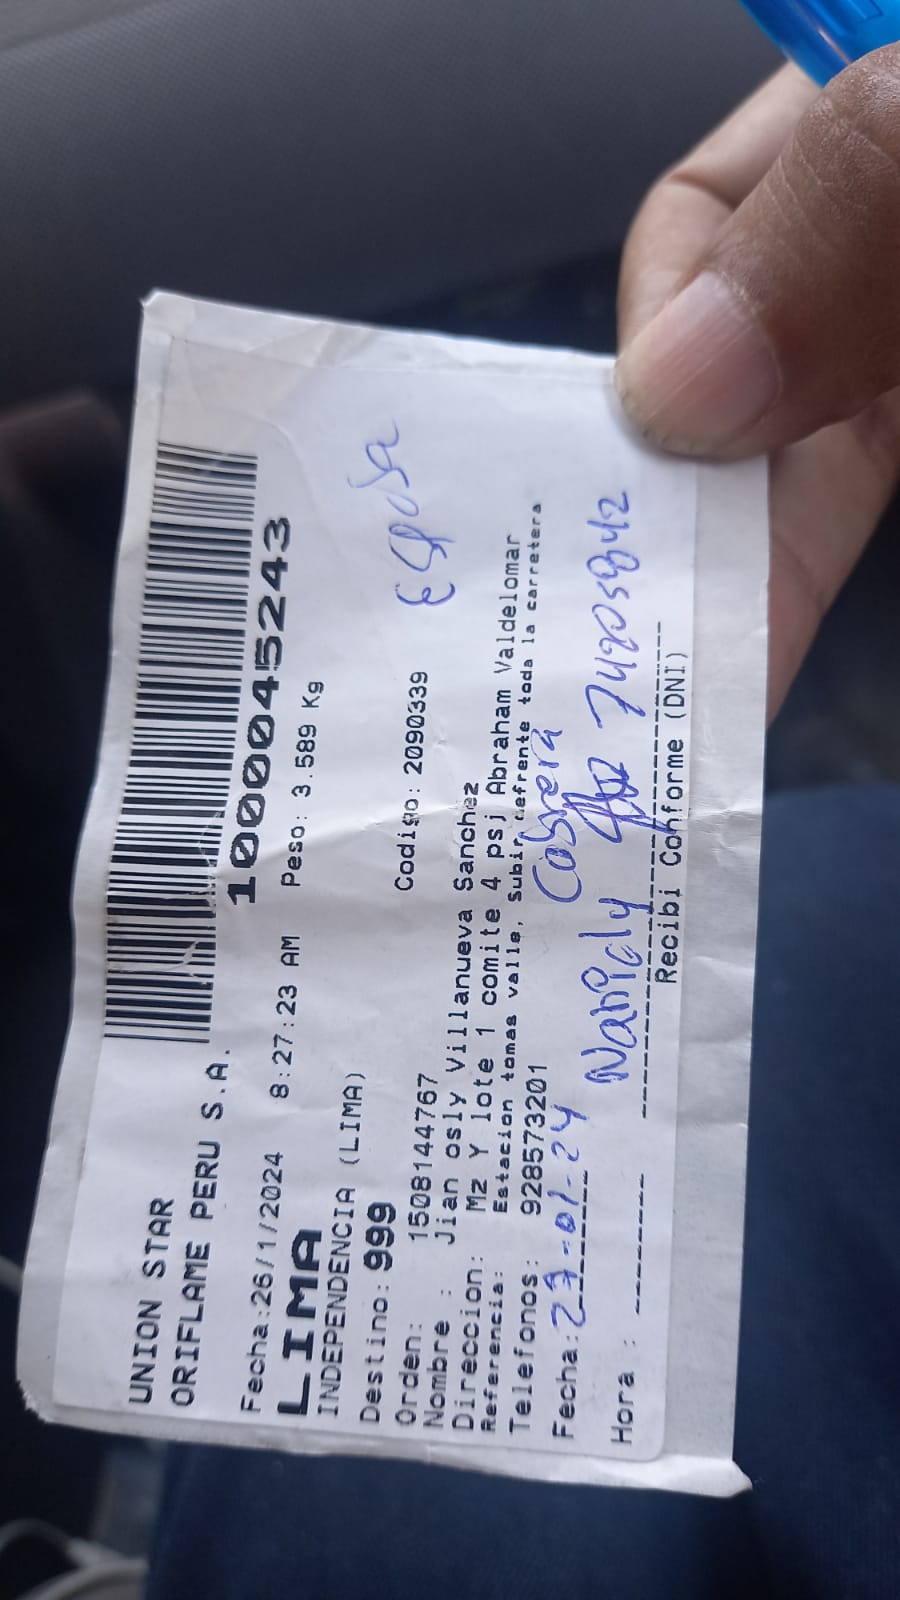 UNION STAR
ORIFLAME PERU S.A.
1000045243
Fecha:26/1/2024 8:27:23 AM Peso: 3.589 Kg
LIMA
INDEPENDENCIA (LIMA)
Destino: 999
Orden: 1508144767 Codigo: 2090339
Esposa
Nombre : Jian osly Villanueva Sanchez
Direccion: Mz Y lote 1 comite 4 psj Abraham Valdelomar
Referencia: Estacion tomas valle, Subir defrente toda la carretera
Telefonos: 928573201
Cabrera
Fecha: 27-01-24
Hora :
Recibi Conforme (DNI)